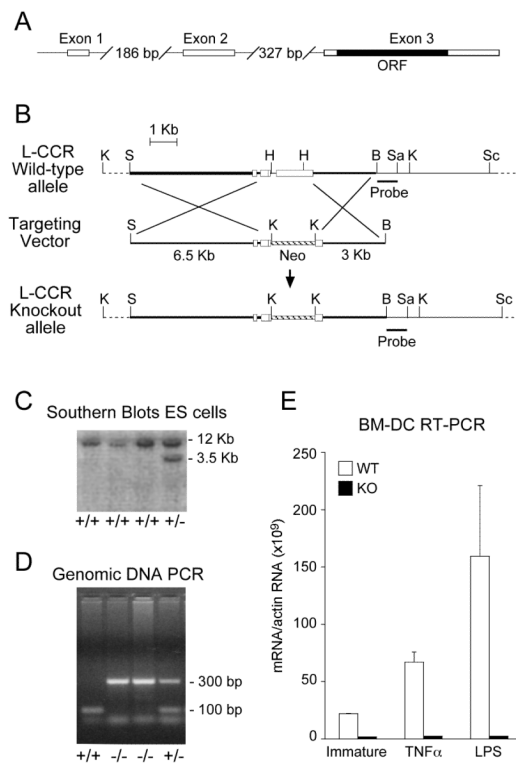 A
Exon 1 Exon 2 Exon 3
186 bp 327 bp
ORF
B
1 Kb
L-CCR
Wild-type
allele
K S H H B Sa K Sc
Probe
Targeting
Vector
S K K B
6.5 Kb Neo 3 Kb
L-CCR
Knockout
allele
K S K K B Sa K Sc
Probe
C
Southern Blots ES cells
- 12 Kb
- 3.5 Kb
+/+ +/+ +/+ +/-
D
Genomic DNA PCR
- 300 bp
- 100 bp
+/+ -/- -/- +/-
E
BM-DC RT-PCR
mRNA/actin RNA (x10⁹)
250
200
150
100
50
0
WT
KO
Immature TNFα LPS